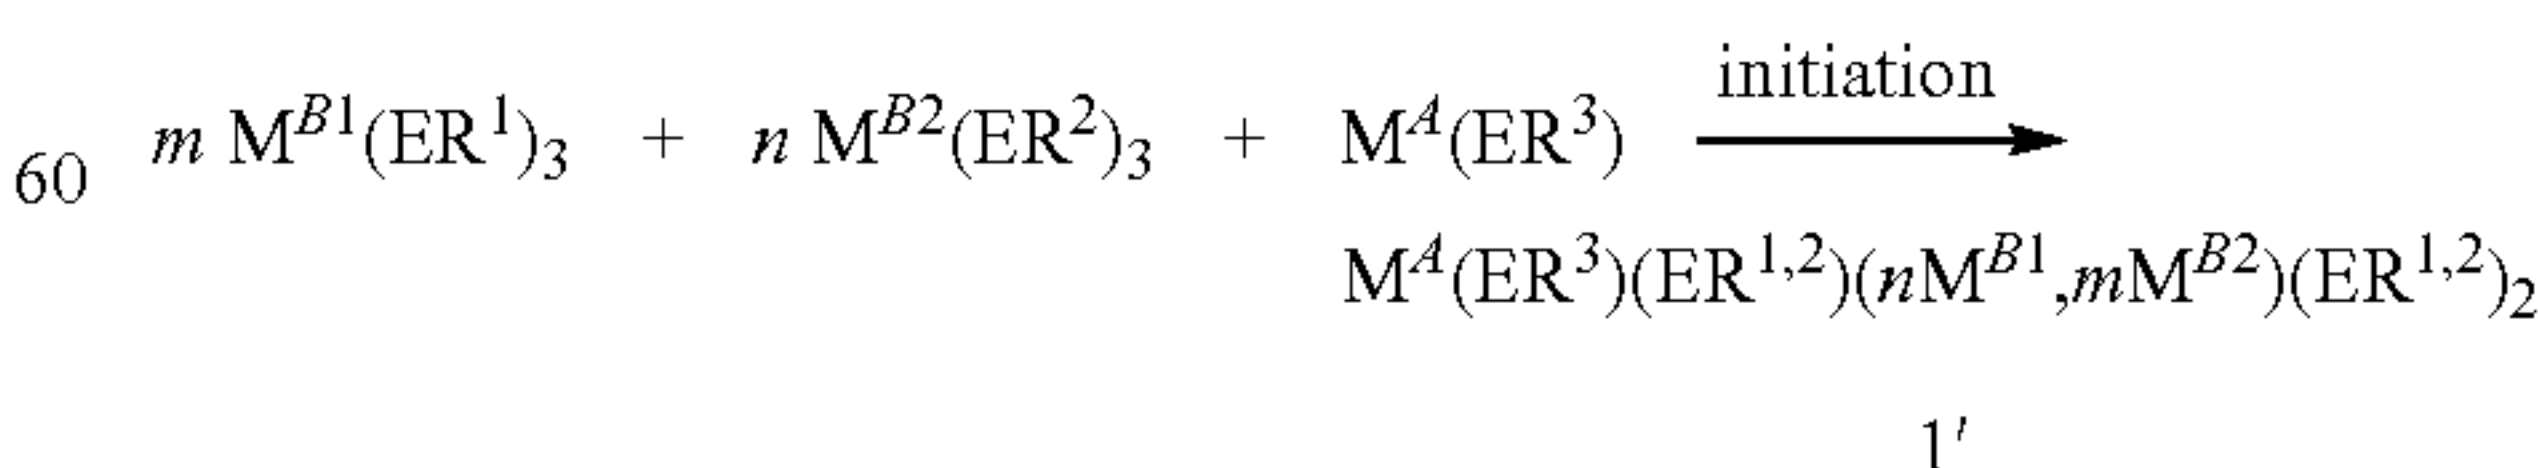 initiation
60 m M^{B1}(ER^1)_3 + n M^{B2}(ER^2)_3 + M^A(ER^3) ⟶
M^A(ER^3)(ER^{1,2})(nM^{B1},mM^{B2})(ER^{1,2})_2
1′